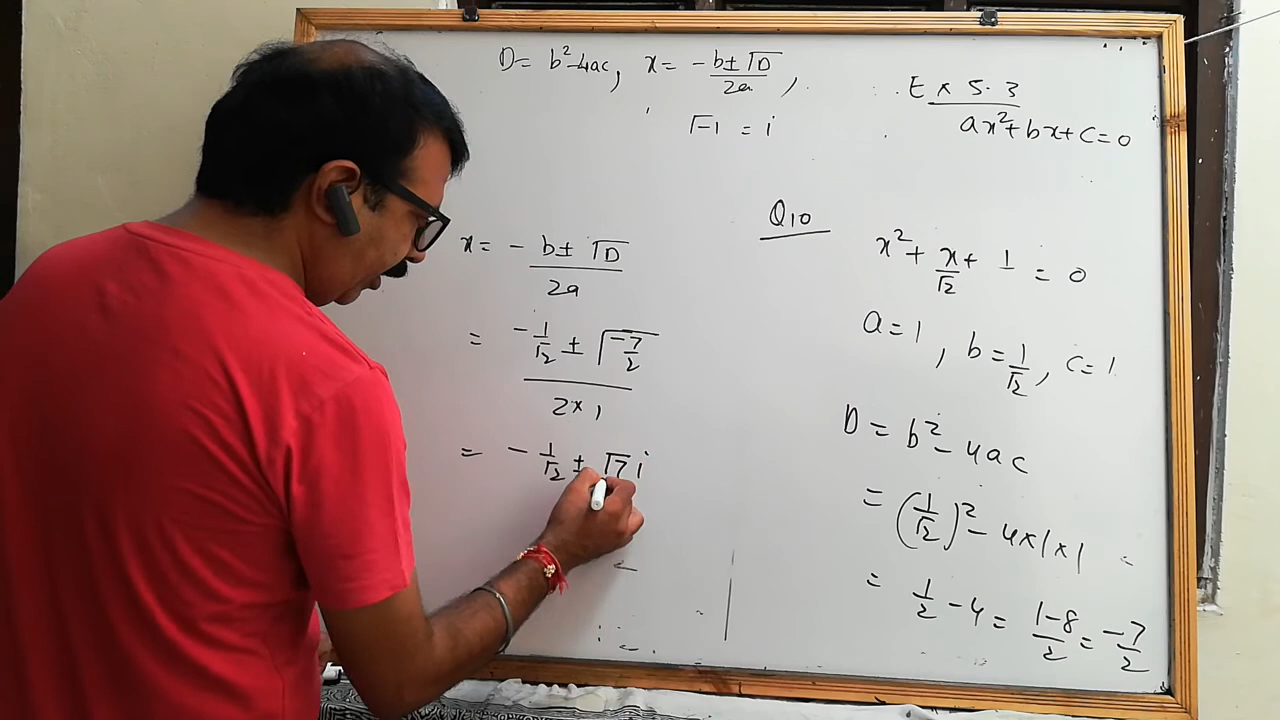 D = b² - 4ac, x = -b ± √D / 2a,
√-1 = i
Ex 5.3
ax² + bx + c = 0
Q10
x² + x/√2 + 1 = 0
a = 1, b = 1/√2, c = 1
D = b² - 4ac
= (1/√2)² - 4×1×1
= 1/2 - 4 = 1-8/2 = -7/2
x = -b ± √D / 2a
= -1/√2 ± √-7/2 / 2×1
= -1/√2 ± √7 i